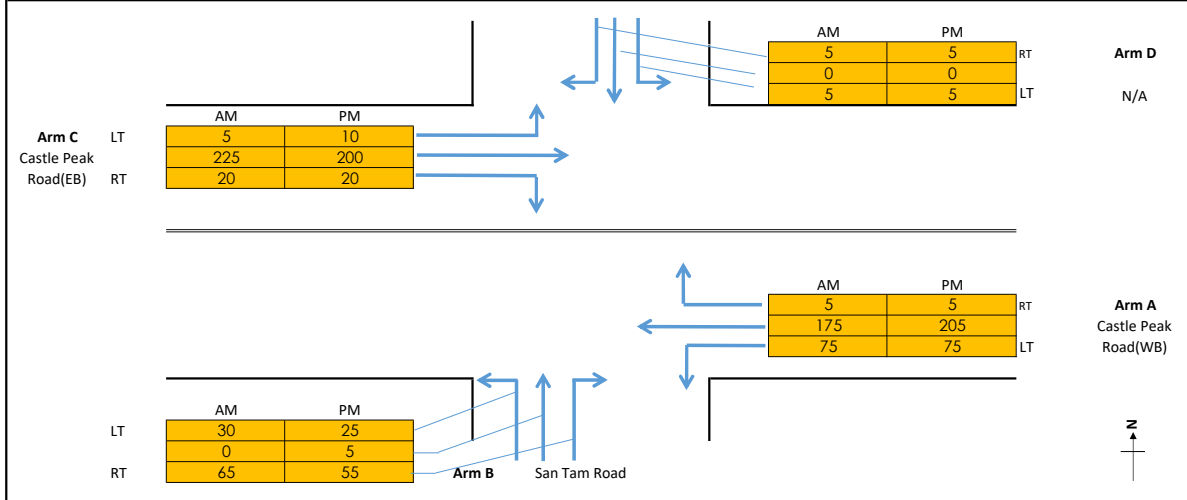 AM PM
5 5 RT Arm D
0 0
5 5 LT N/A
AM PM
Arm C LT 5 10
Castle Peak 225 200
Road(EB) RT 20 20
AM PM
5 5 RT Arm A
175 205 Castle Peak
75 75 LT Road(WB)
AM PM
LT 30 25
0 5
RT 65 55 Arm B San Tam Road
N